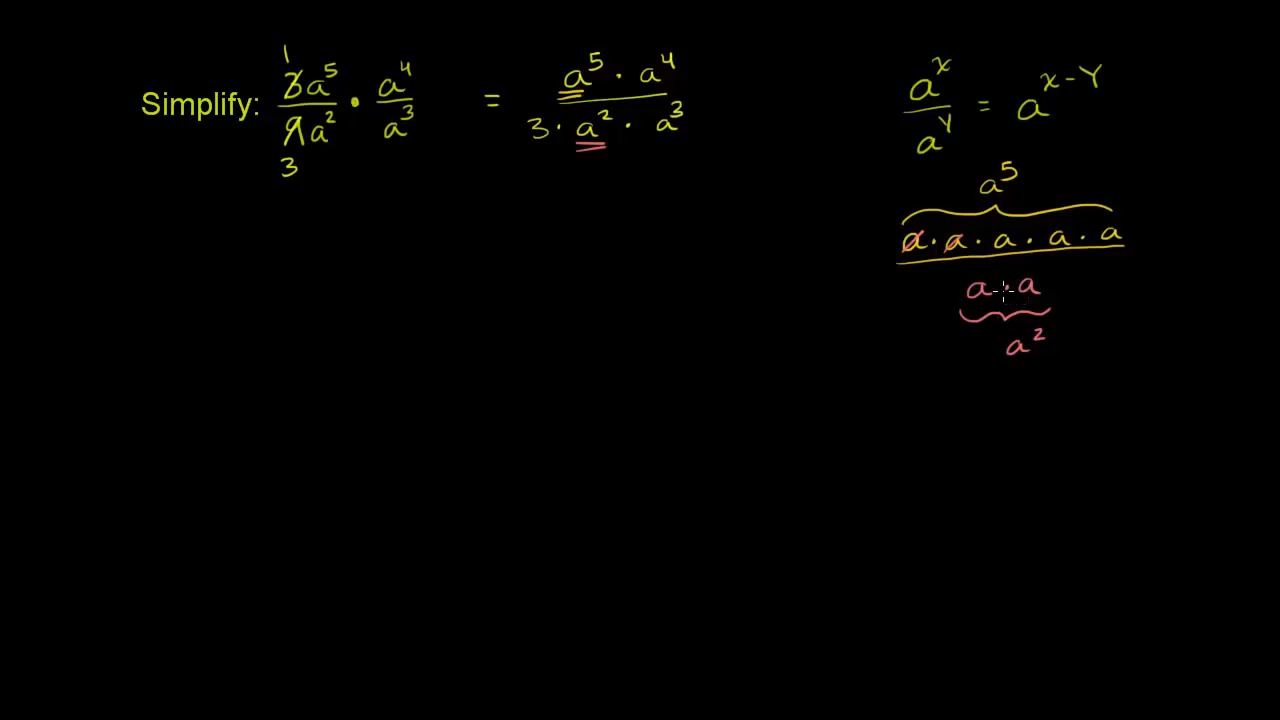 Simplify: 3a^5/9a^2 • a^4/a^3 = a^5 · a^4 / 3 · a^2 · a^3
1
3
a^x/a^y = a^(x-y)
a^5
a · a · a · a · a
a · a
a^2